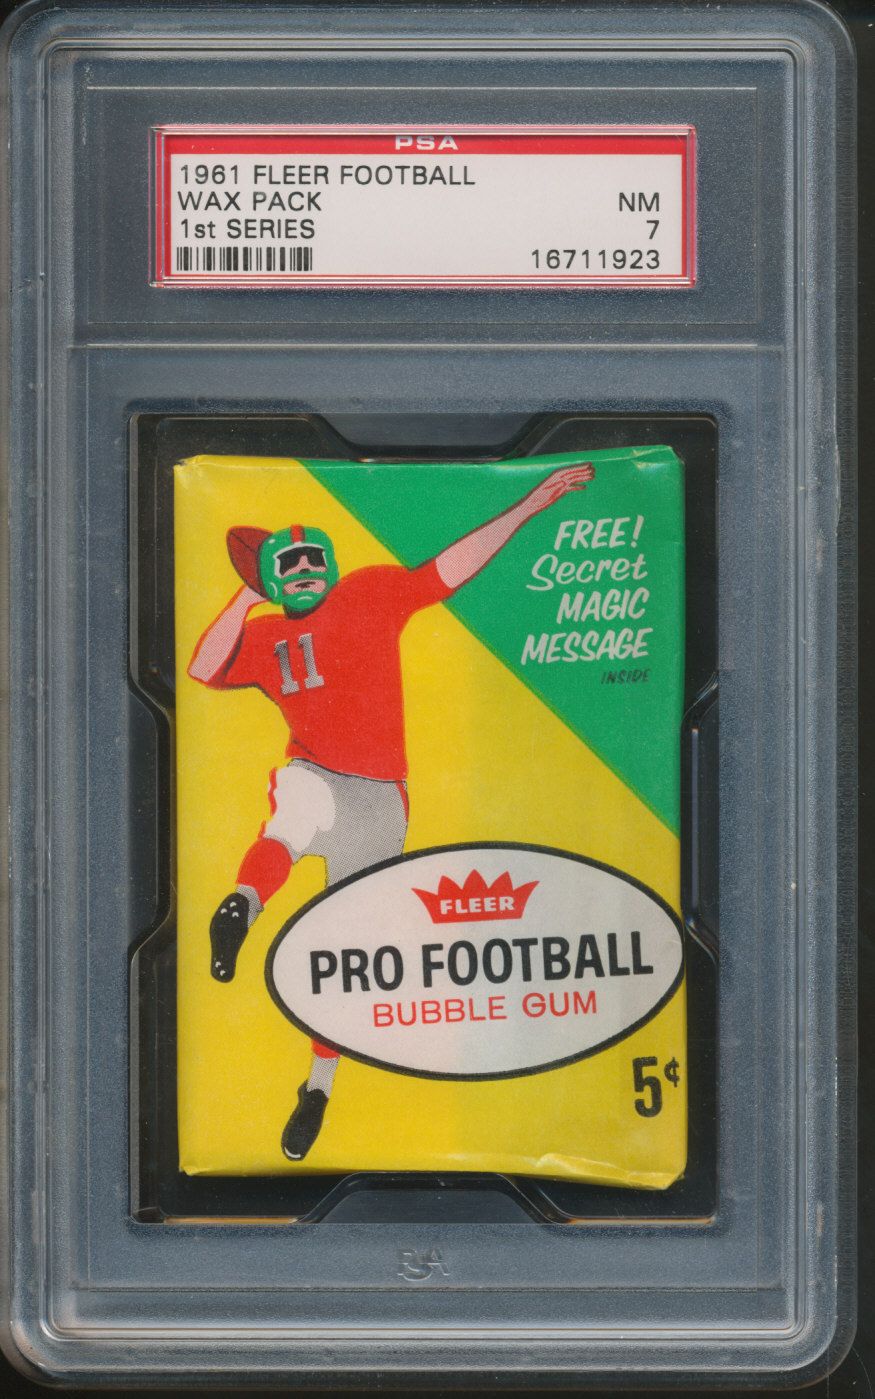 PSA
1961 FLEER FOOTBALL
WAX PACK NM
1st SERIES 7
16711923
FREE!
Secret
MAGIC
MESSAGE
INSIDE
11
FLEER
PRO FOOTBALL
BUBBLE GUM
5¢
PSA